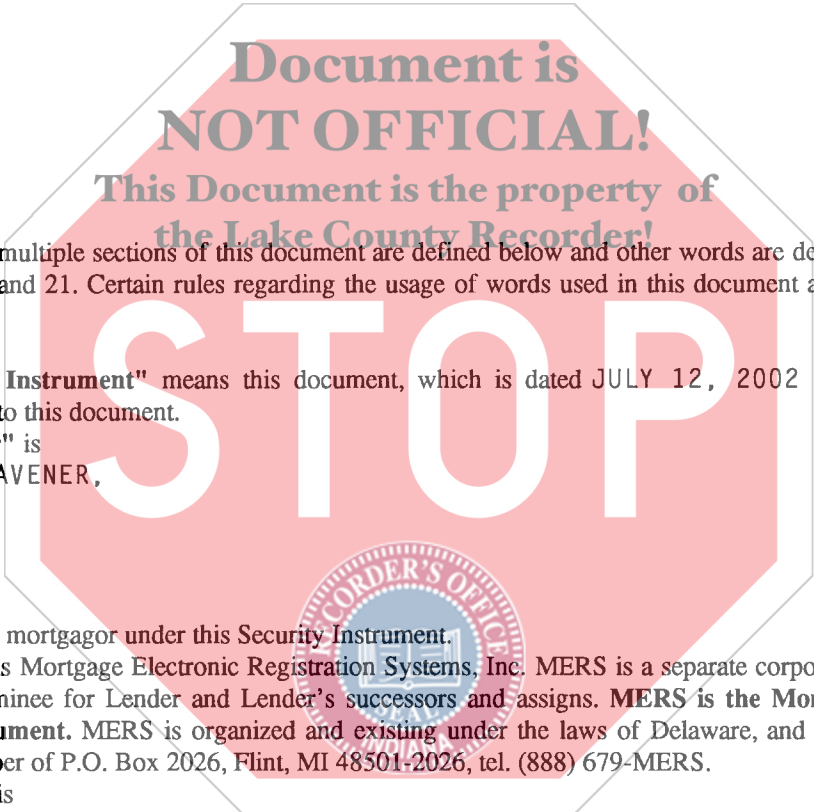 Document is
NOT OFFICIAL!
This Document is the property of
the Lake County Recorder!
multiple sections of this document are defined below and other words are de
and 21. Certain rules regarding the usage of words used in this document a
STOP
Instrument" means this document, which is dated JULY 12, 2002
to this document.
" is
AVENER,
RECORDER'S OFFICE
mortgagor under this Security Instrument.
s Mortgage Electronic Registration Systems, Inc. MERS is a separate corpo
minee for Lender and Lender's successors and assigns. MERS is the Mor
ument. MERS is organized and existing under the laws of Delaware, and
er of P.O. Box 2026, Flint, MI 48501-2026, tel. (888) 679-MERS.
is
SEAL
INDIANA